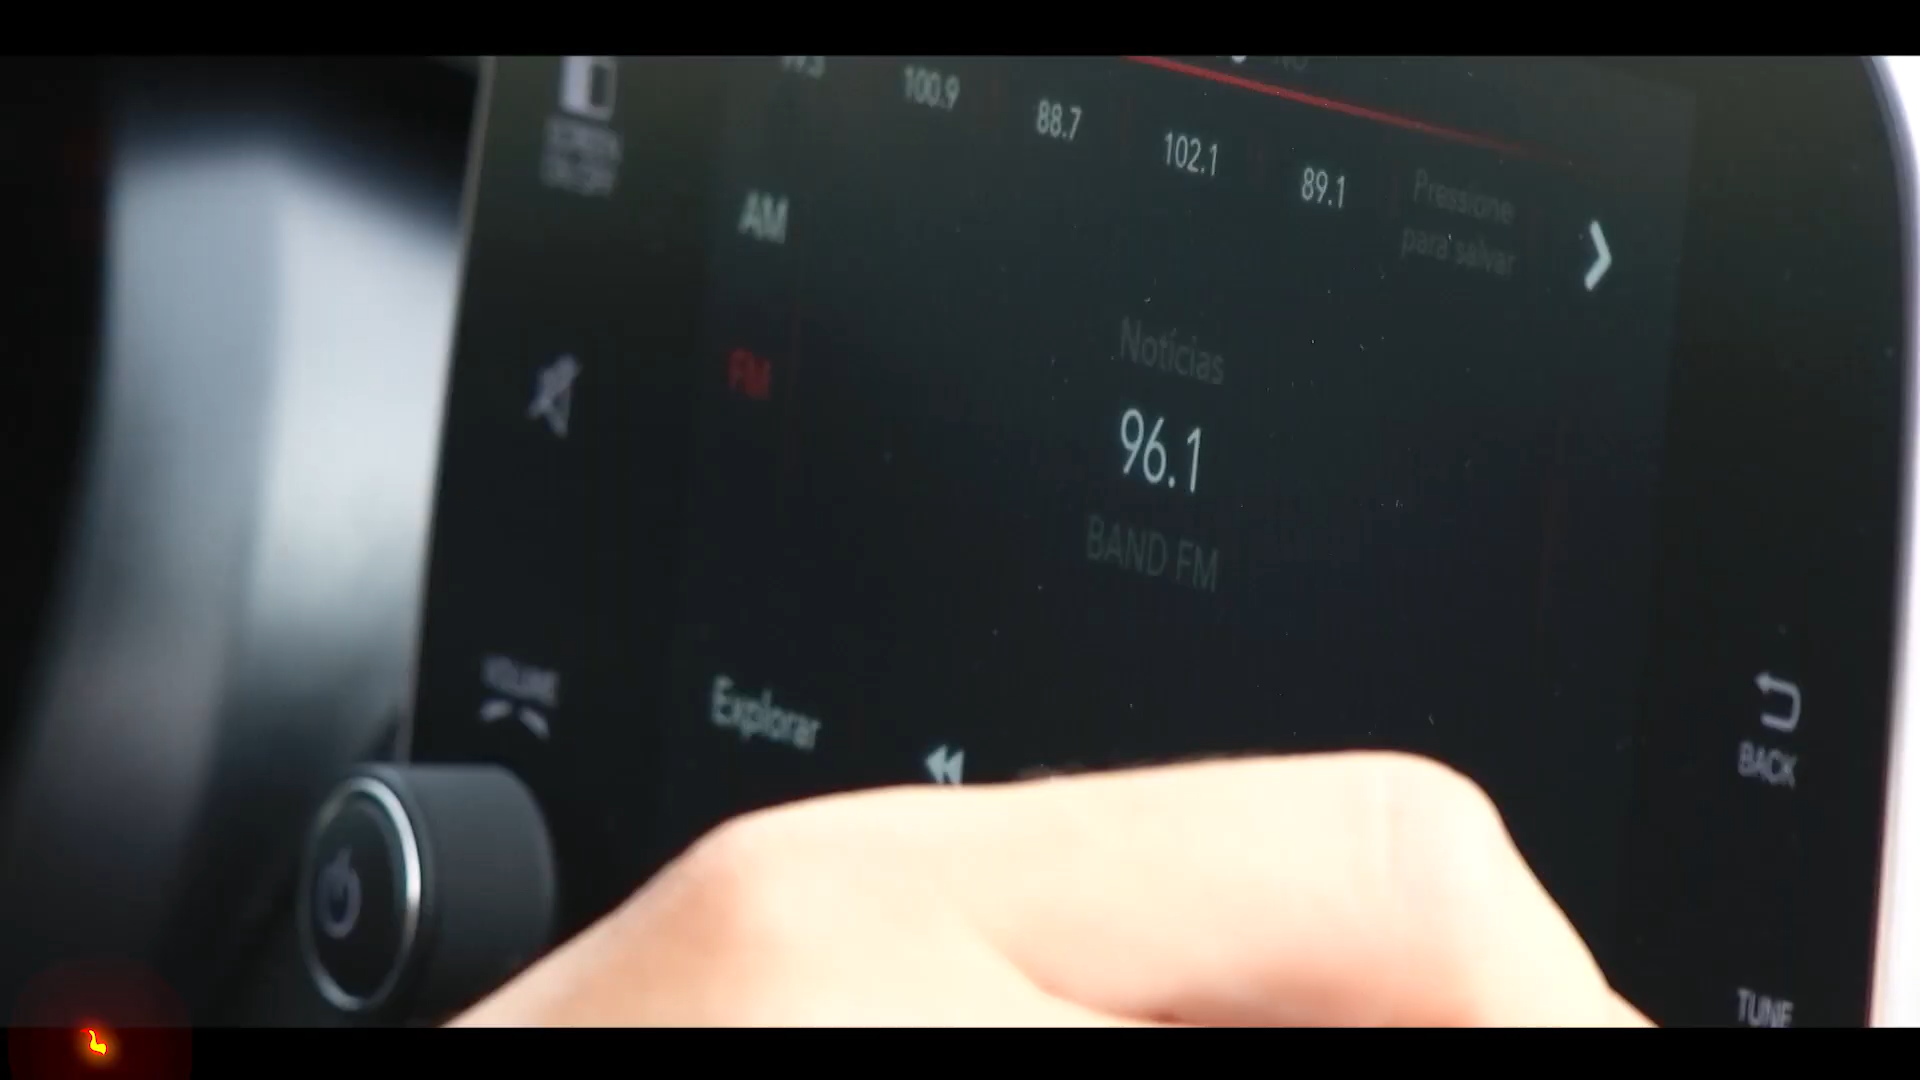 100.9
88.7
102.1
89.1
Pressione
para salvar
AM
Notícias
FM
96.1
BAND FM
VOLUME
Explorar
BACK
TUNE